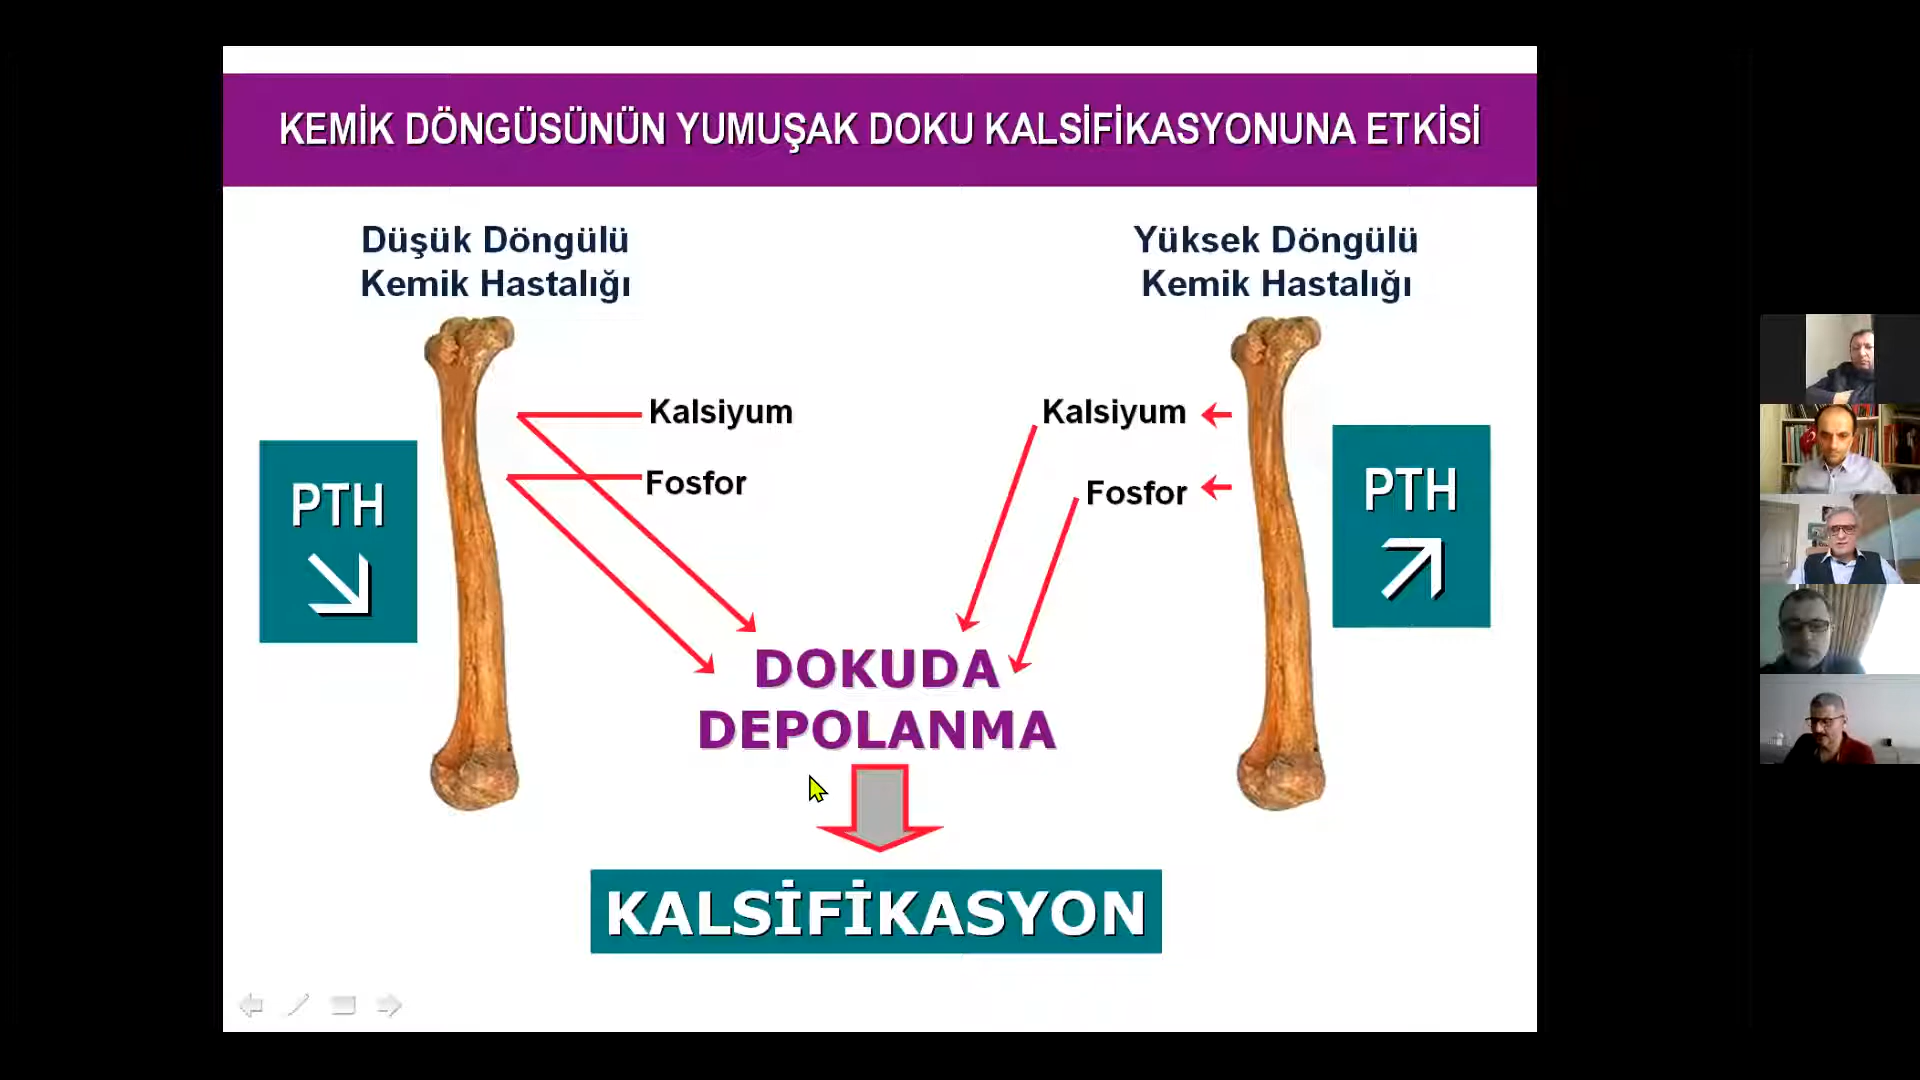 KEMİK DÖNGÜSÜNÜN YUMUŞAK DOKU KALSİFİKASYONUNA ETKİSİ
Düşük Döngülü
Kemik Hastalığı
Kalsiyum
Fosfor
PTH
Yüksek Döngülü
Kemik Hastalığı
Kalsiyum
Fosfor
PTH
DOKUDA
DEPOLANMA
KALSİFİKASYON